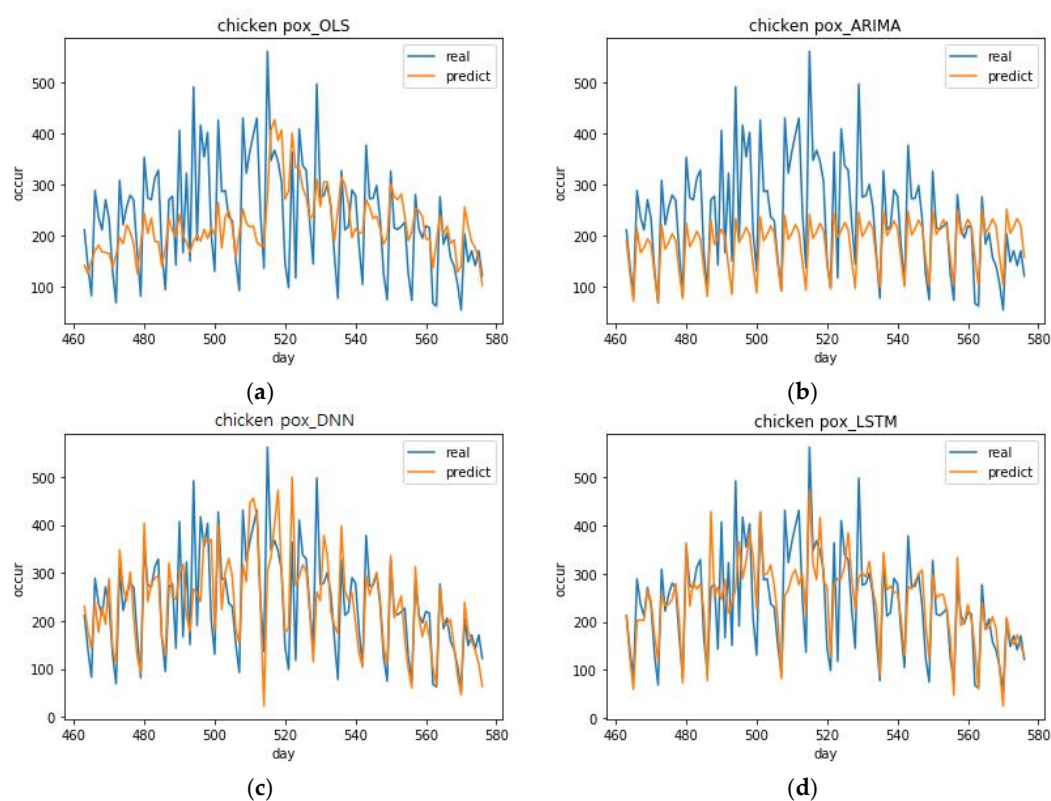 chicken pox_OLS
real
predict
500
400
300
200
100
occur
460 480 500 520 540 560 580
day
(a)
chicken pox_ARIMA
real
predict
500
400
300
200
100
occur
460 480 500 520 540 560 580
day
(b)
chicken pox_DNN
real
predict
500
400
300
200
100
0
occur
460 480 500 520 540 560 580
day
(c)
chicken pox_LSTM
real
predict
500
400
300
200
100
0
occur
460 480 500 520 540 560 580
day
(d)